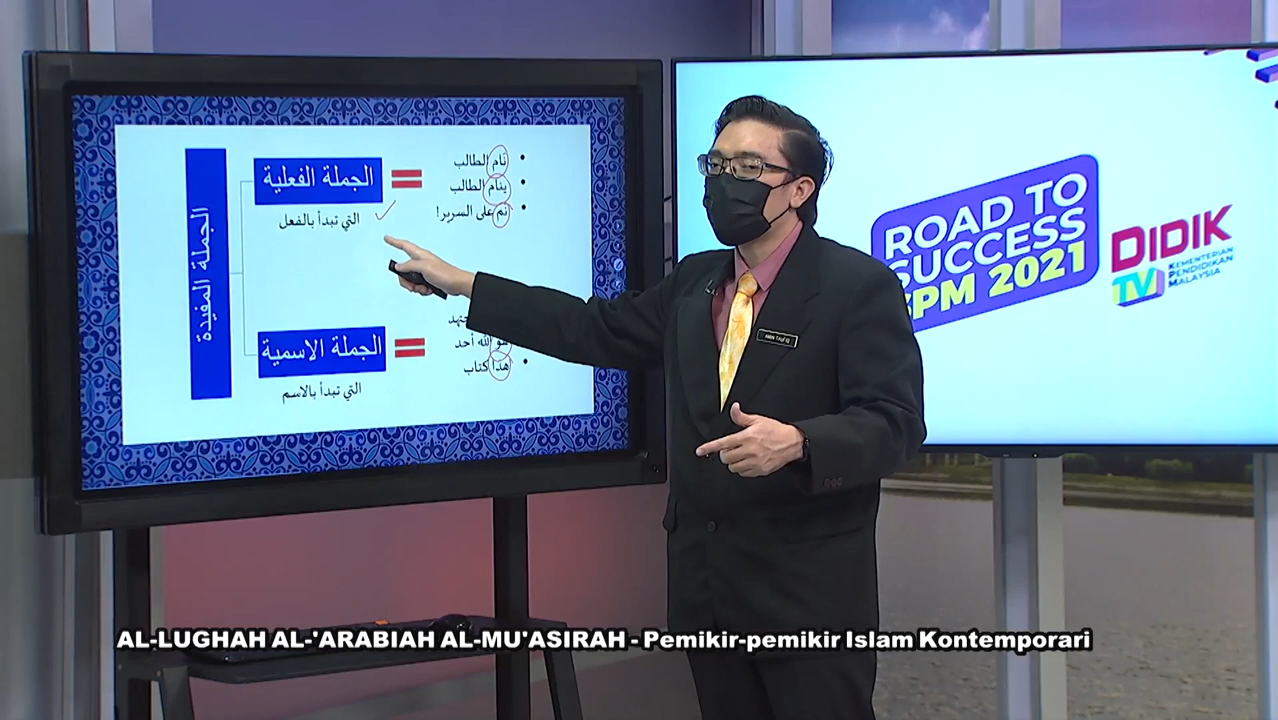 الجملة المفيدة
الجملة الفعلية
التي تبدأ بالفعل
=
نَام الطالب
ينام الطالب
نم على السرير!
الجملة الاسمية
التي تبدأ بالاسم
=
هو الله أحد
هذا كتاب
ROAD TO
SUCCESS
SPM 2021
DIDIK
TV
KEMENTERIAN
PENDIDIKAN
MALAYSIA
AL-LUGHAH AL-'ARABIAH AL-MU'ASIRAH - Pemikir-pemikir Islam Kontemporari